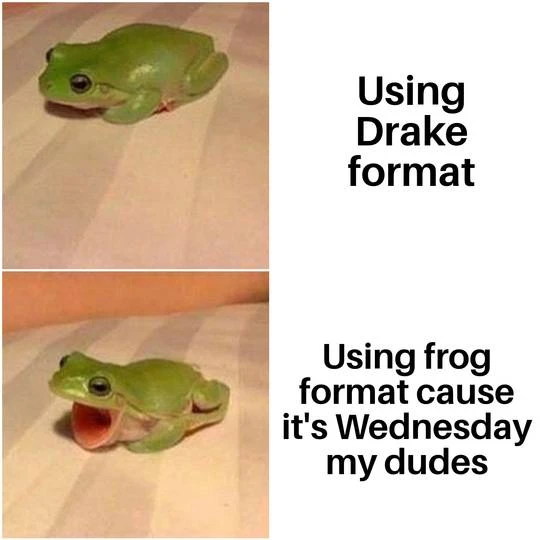 Using
Drake
format
Using frog
format cause
it's Wednesday
my dudes